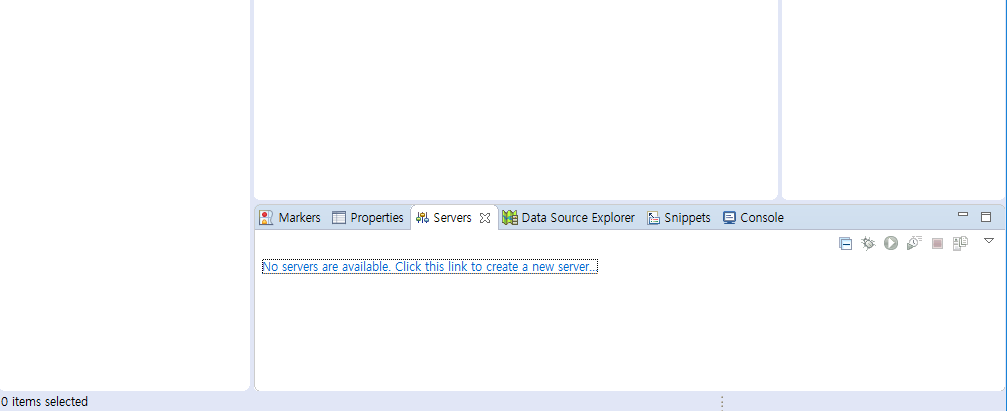 Markers Properties Servers Data Source Explorer Snippets Console
No servers are available. Click this link to create a new server...
0 items selected